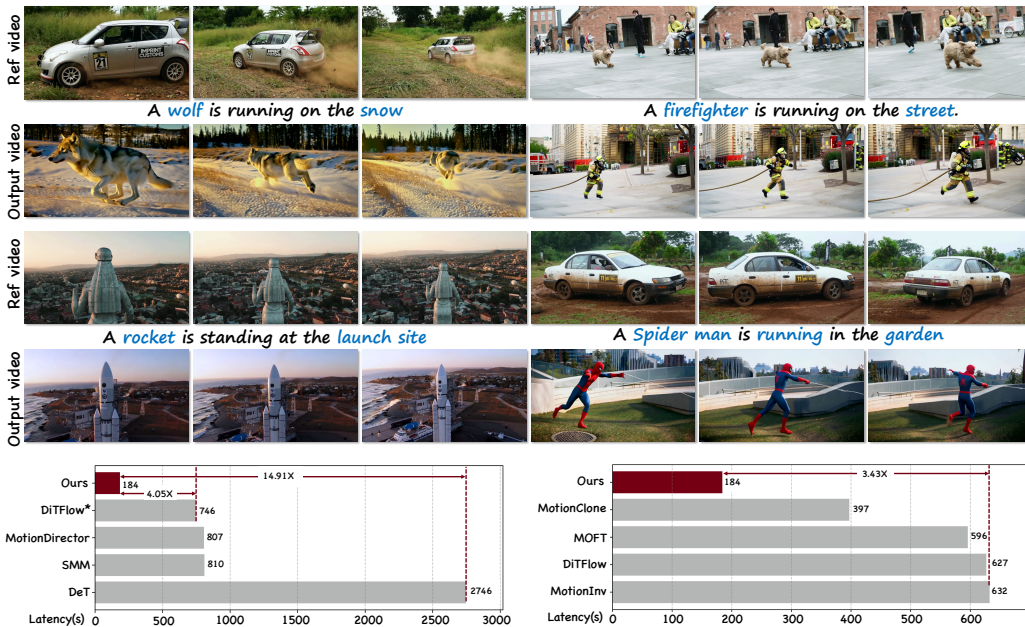 Ref video
21
IMPRINT
CUSTOMS
A wolf is running on the snow
A firefighter is running on the street.
Output video
Ref video
A rocket is standing at the launch site
A Spider man is running in the garden
Output video
Ours
184
14.91X
4.05X
DiTFlow*
746
MotionDirector
807
SMM
810
DeT
2746
Latency(s)
0
500
1000
1500
2000
2500
3000
Ours
184
3.43X
MotionClone
397
MOFT
596
DiTFlow
627
MotionInv
632
Latency(s)
0
100
200
300
400
500
600